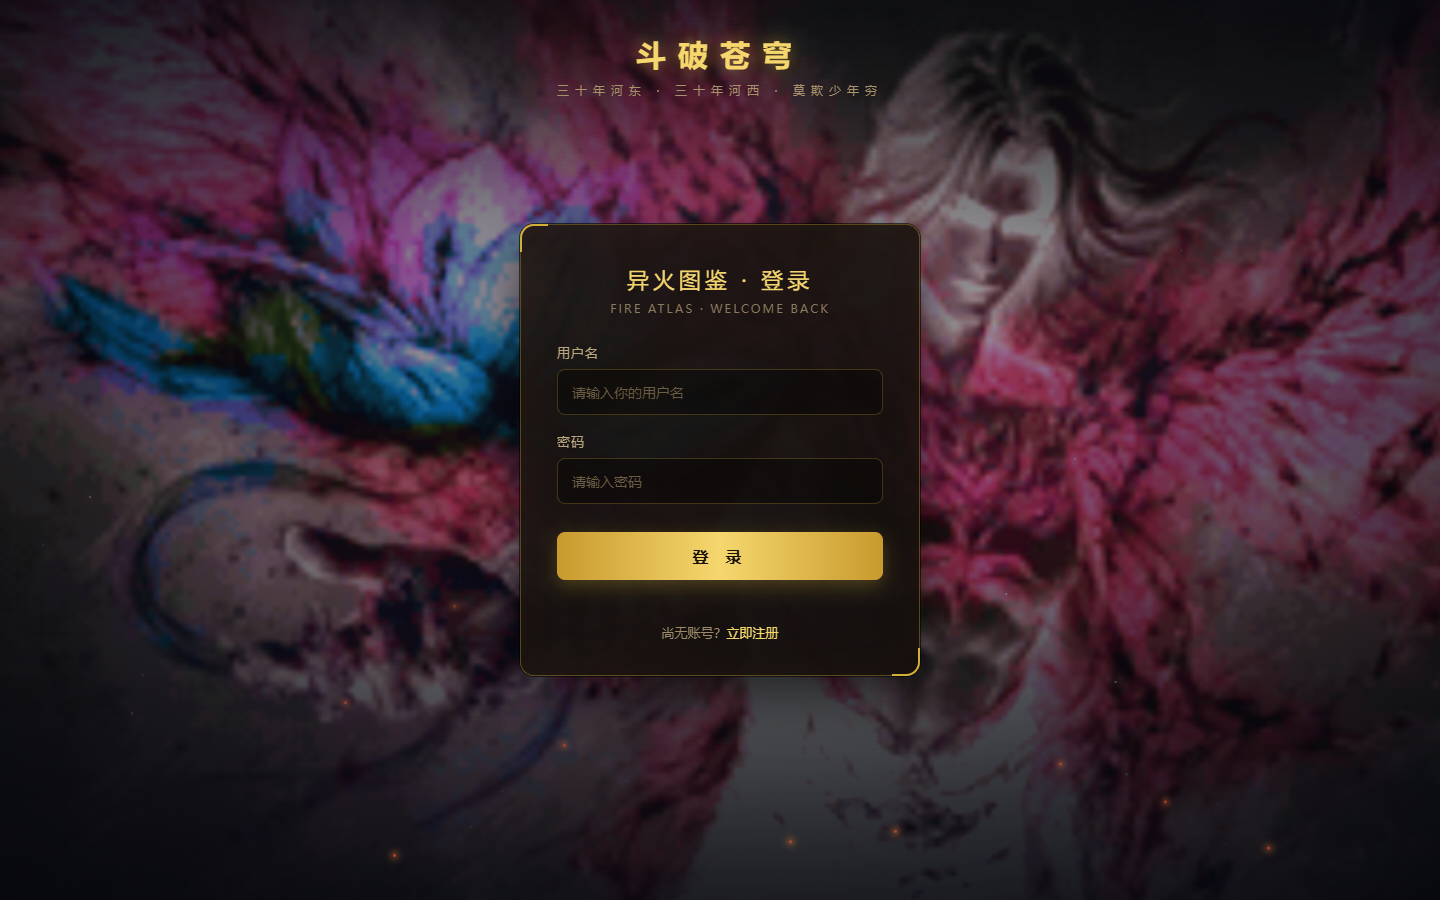 斗破苍穹
三十年河东 · 三十年河西 · 莫欺少年穷
异火图鉴 · 登录
FIRE ATLAS · WELCOME BACK
用户名
请输入你的用户名
密码
请输入密码
登 录
尚无账号？立即注册